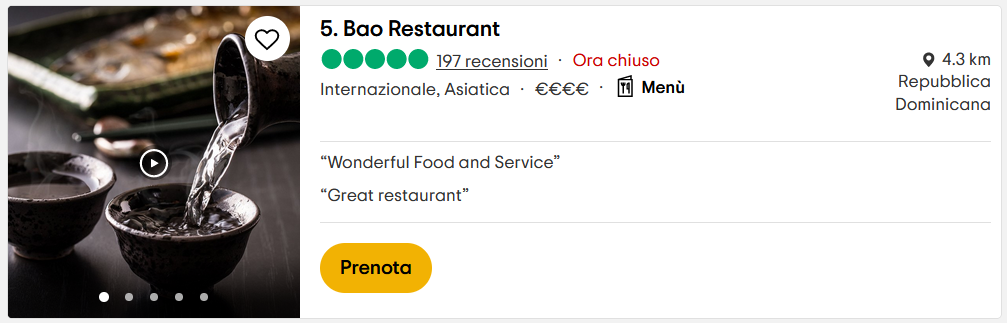 5. Bao Restaurant
197 recensioni · Ora chiuso
4.3 km
Internazionale, Asiatica · €€€€ · Menù
Repubblica
Dominicana
“Wonderful Food and Service”
“Great restaurant”
Prenota